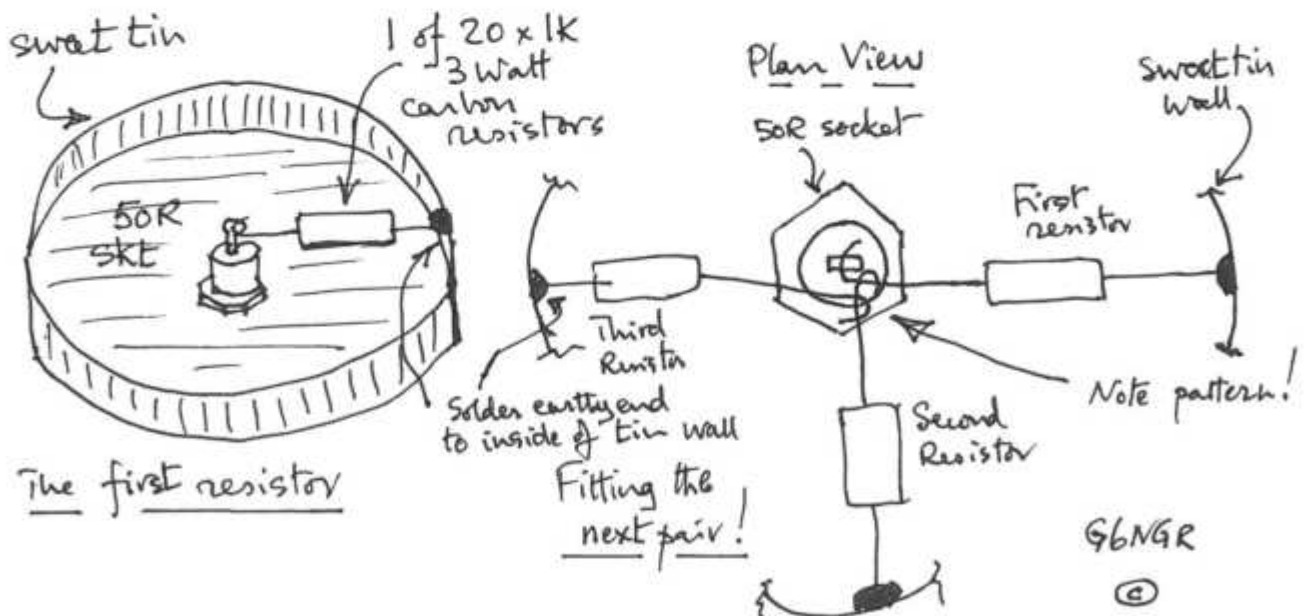 sweet tin
1 of 20 x 1K
3 Watt
carbon
resistors
50R
SKt
The first resistor
Plan View
50R socket
sweet tin
wall
First
resistor
Third
Resistor
Solder earthy end
to inside of tin wall
Second
Resistor
Note pattern!
Fitting the
next pair!
G6NGR
©